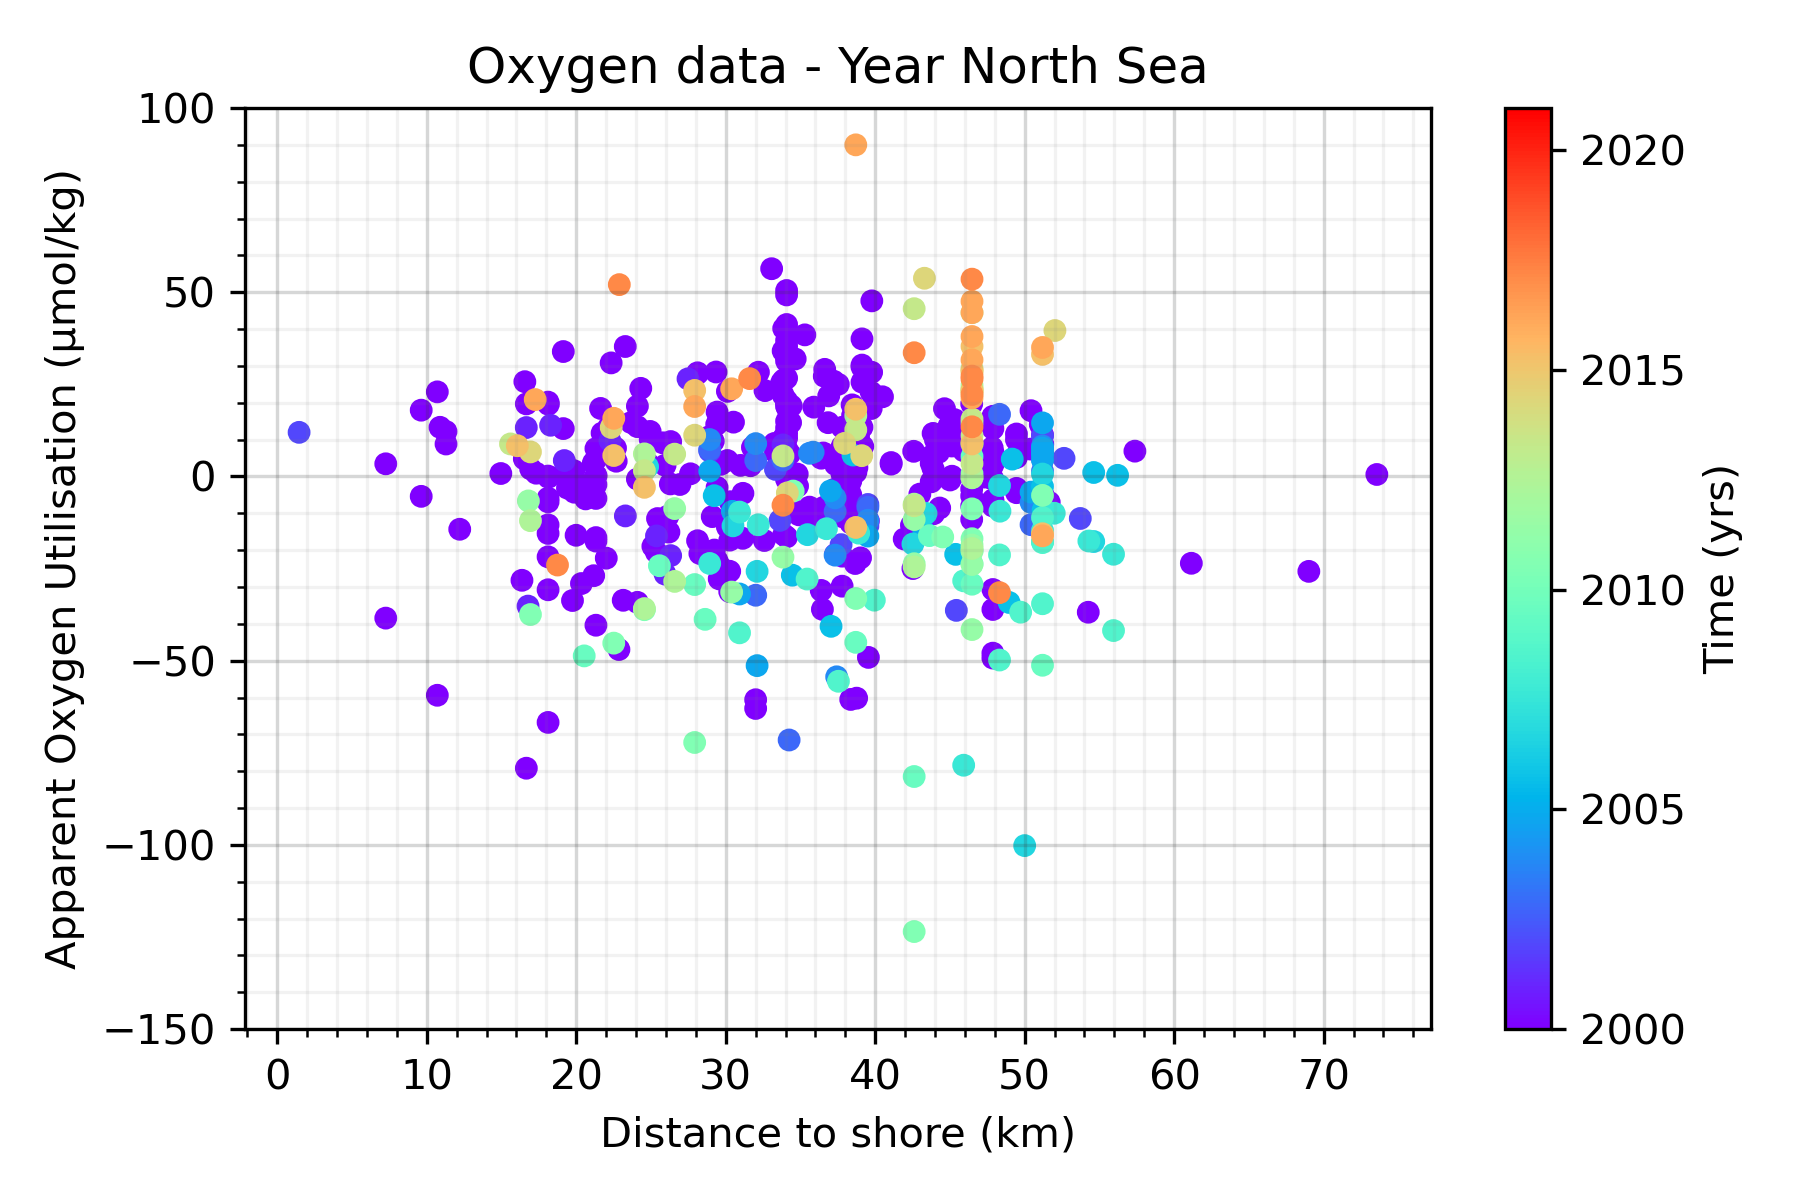 Oxygen data - Year North Sea
100
50
0
−50
−100
−150
Apparent Oxygen Utilisation (µmol/kg)
0 10 20 30 40 50 60 70
Distance to shore (km)
2020
2015
2010
2005
2000
Time (yrs)